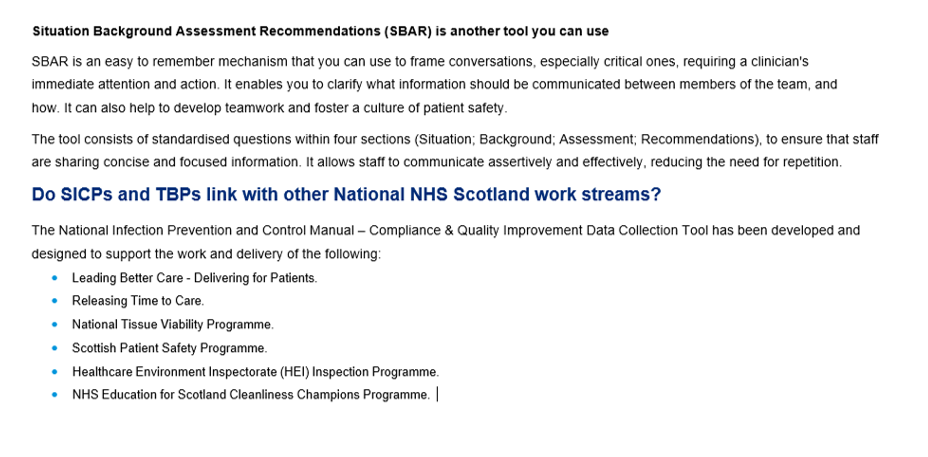 Situation Background Assessment Recommendations (SBAR) is another tool you can use
SBAR is an easy to remember mechanism that you can use to frame conversations, especially critical ones, requiring a clinician's
immediate attention and action. It enables you to clarify what information should be communicated between members of the team, and
how. It can also help to develop teamwork and foster a culture of patient safety.
The tool consists of standardised questions within four sections (Situation; Background; Assessment; Recommendations), to ensure that staff
are sharing concise and focused information. It allows staff to communicate assertively and effectively, reducing the need for repetition.
Do SICPs and TBPs link with other National NHS Scotland work streams?
The National Infection Prevention and Control Manual – Compliance & Quality Improvement Data Collection Tool has been developed and
designed to support the work and delivery of the following:
• Leading Better Care - Delivering for Patients.
• Releasing Time to Care.
• National Tissue Viability Programme.
• Scottish Patient Safety Programme.
• Healthcare Environment Inspectorate (HEI) Inspection Programme.
• NHS Education for Scotland Cleanliness Champions Programme.